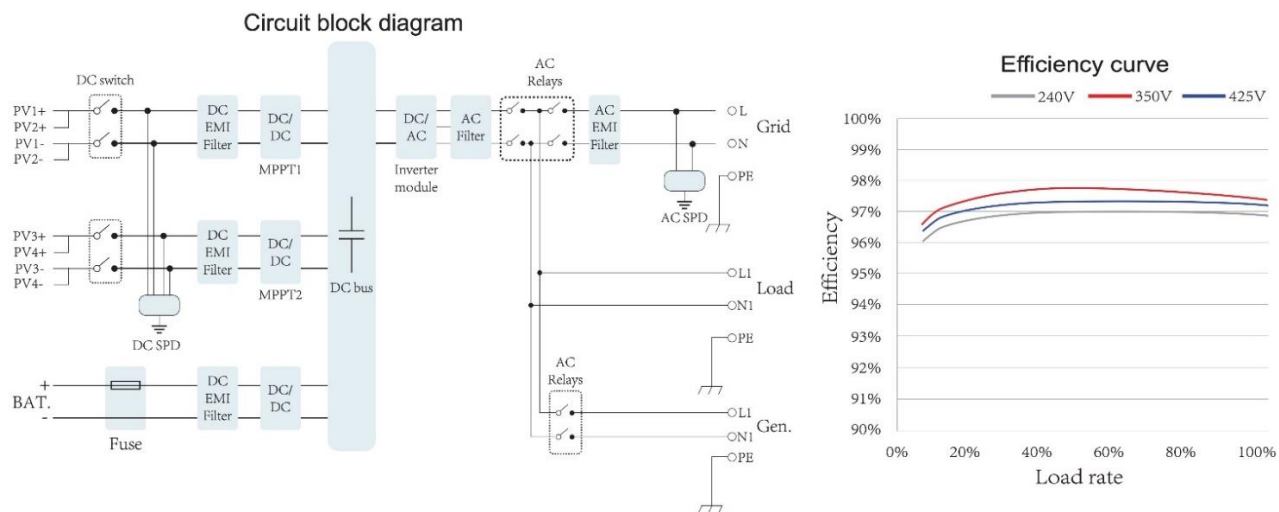 Circuit block diagram
DC switch
PV1+
PV2+
PV1-
PV2-
DC
EMI
Filter
DC/
DC
MPPT1
DC/
AC
Inverter
module
AC
Filter
AC
Relays
AC
EMI
Filter
L
Grid
N
PE
AC SPD
PV3+
PV4+
PV3-
PV4-
DC
EMI
Filter
DC/
DC
MPPT2
DC bus
DC SPD
L1
Load
N1
PE
BAT.
+
-
Fuse
DC
EMI
Filter
DC/
DC
AC
Relays
L1
Gen.
N1
PE
Efficiency curve
240V 350V 425V
Efficiency
100%
99%
98%
97%
96%
95%
94%
93%
92%
91%
90%
0% 20% 40% 60% 80% 100%
Load rate